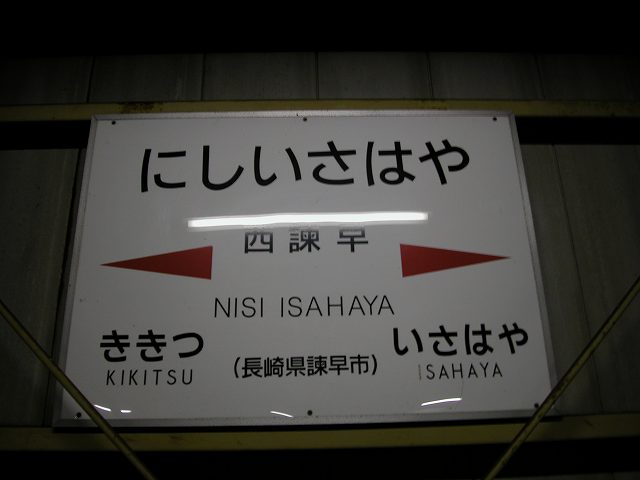 にしいさはや
西諫早
NISI ISAHAYA
ききつ
KIKITSU
(長崎県諫早市)
いさはや
ISAHAYA